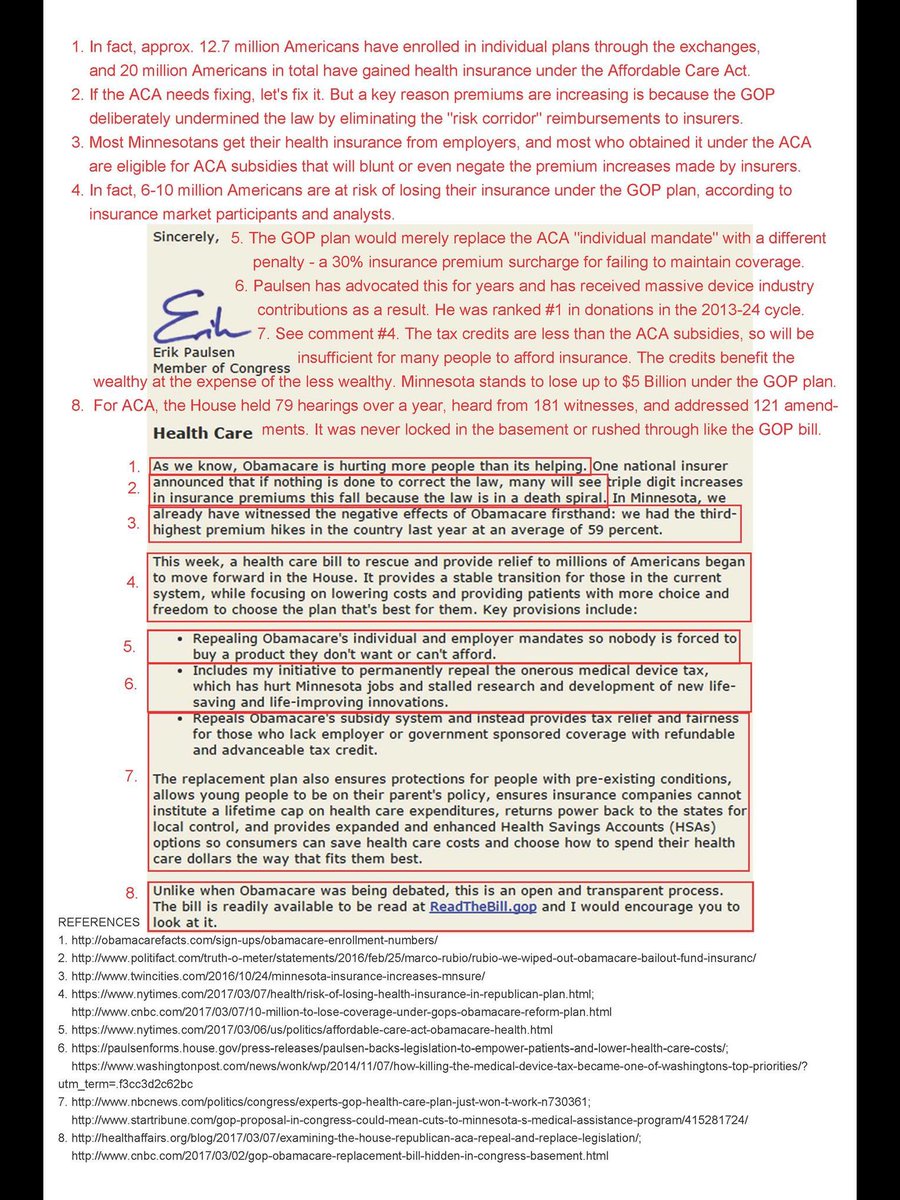 1. In fact, approx. 12.7 million Americans have enrolled in individual plans through the exchanges,
and 20 million Americans in total have gained health insurance under the Affordable Care Act.
2. If the ACA needs fixing, let's fix it. But a key reason premiums are increasing is because the GOP
deliberately undermined the law by eliminating the "risk corridor" reimbursements to insurers.
3. Most Minnesotans get their health insurance from employers, and most who obtained it under the ACA
are eligible for ACA subsidies that will blunt or even negate the premium increases made by insurers.
4. In fact, 6-10 million Americans are at risk of losing their insurance under the GOP plan, according to
insurance market participants and analysts.
Sincerely,
5. The GOP plan would merely replace the ACA "individual mandate" with a different
penalty - a 30% insurance premium surcharge for failing to maintain coverage.
6. Paulsen has advocated this for years and has received massive device industry
contributions as a result. He was ranked #1 in donations in the 2013-24 cycle.
Erik
7. See comment #4. The tax credits are less than the ACA subsidies, so will be
insufficient for many people to afford insurance. The credits benefit the
wealthy at the expense of the less wealthy. Minnesota stands to lose up to $5 Billion under the GOP plan.
Erik Paulsen
Member of Congress
8. For ACA, the House held 79 hearings over a year, heard from 181 witnesses, and addressed 121 amend-
ments. It was never locked in the basement or rushed through like the GOP bill.
Health Care
1. As we know, Obamacare is hurting more people than its helping. One national insurer
2. announced that if nothing is done to correct the law, many will see triple digit increases
in insurance premiums this fall because the law is in a death spiral. In Minnesota, we
3. already have witnessed the negative effects of Obamacare firsthand: we had the third-
highest premium hikes in the country last year at an average of 59 percent.
This week, a health care bill to rescue and provide relief to millions of Americans began
4. to move forward in the House. It provides a stable transition for those in the current
system, while focusing on lowering costs and providing patients with more choice and
freedom to choose the plan that's best for them. Key provisions include:
5. • Repealing Obamacare's individual and employer mandates so nobody is forced to
buy a product they don't want or can't afford.
6. • Includes my initiative to permanently repeal the onerous medical device tax,
which has hurt Minnesota jobs and stalled research and development of new life-
saving and life-improving innovations.
• Repeals Obamacare's subsidy system and instead provides tax relief and fairness
for those who lack employer or government sponsored coverage with refundable
and advanceable tax credit.
7. The replacement plan also ensures protections for people with pre-existing conditions,
allows young people to be on their parent's policy, ensures insurance companies cannot
institute a lifetime cap on health care expenditures, returns power back to the states for
local control, and provides expanded and enhanced Health Savings Accounts (HSAs)
options so consumers can save health care costs and choose how to spend their health
care dollars the way that fits them best.
8. Unlike when Obamacare was being debated, this is an open and transparent process.
The bill is readily available to be read at ReadTheBill.gop and I would encourage you to
look at it.
REFERENCES
1. http://obamacarefacts.com/sign-ups/obamacare-enrollment-numbers/
2. http://www.politifact.com/truth-o-meter/statements/2016/feb/25/marco-rubio/rubio-we-wiped-out-obamacare-bailout-fund-insuranc/
3. http://www.twincities.com/2016/10/24/minnesota-insurance-increases-mnsure/
4. https://www.nytimes.com/2017/03/07/health/risk-of-losing-health-insurance-in-republican-plan.html;
http://www.cnbc.com/2017/03/07/10-million-to-lose-coverage-under-gops-obamacare-reform-plan.html
5. https://www.nytimes.com/2017/03/06/us/politics/affordable-care-act-obamacare-health.html
6. https://paulsenforms.house.gov/press-releases/paulsen-backs-legislation-to-empower-patients-and-lower-health-care-costs/;
https://www.washingtonpost.com/news/wonk/wp/2014/11/07/how-killing-the-medical-device-tax-became-one-of-washingtons-top-priorities/?
utm_term=.f3cc3d2c62bc
7. http://www.nbcnews.com/politics/congress/experts-gop-health-care-plan-just-won-t-work-n730361;
http://www.startribune.com/gop-proposal-in-congress-could-mean-cuts-to-minnesota-s-medical-assistance-program/415281724/
8. http://healthaffairs.org/blog/2017/03/07/examining-the-house-republican-aca-repeal-and-replace-legislation/;
http://www.cnbc.com/2017/03/02/gop-obamacare-replacement-bill-hidden-in-congress-basement.html